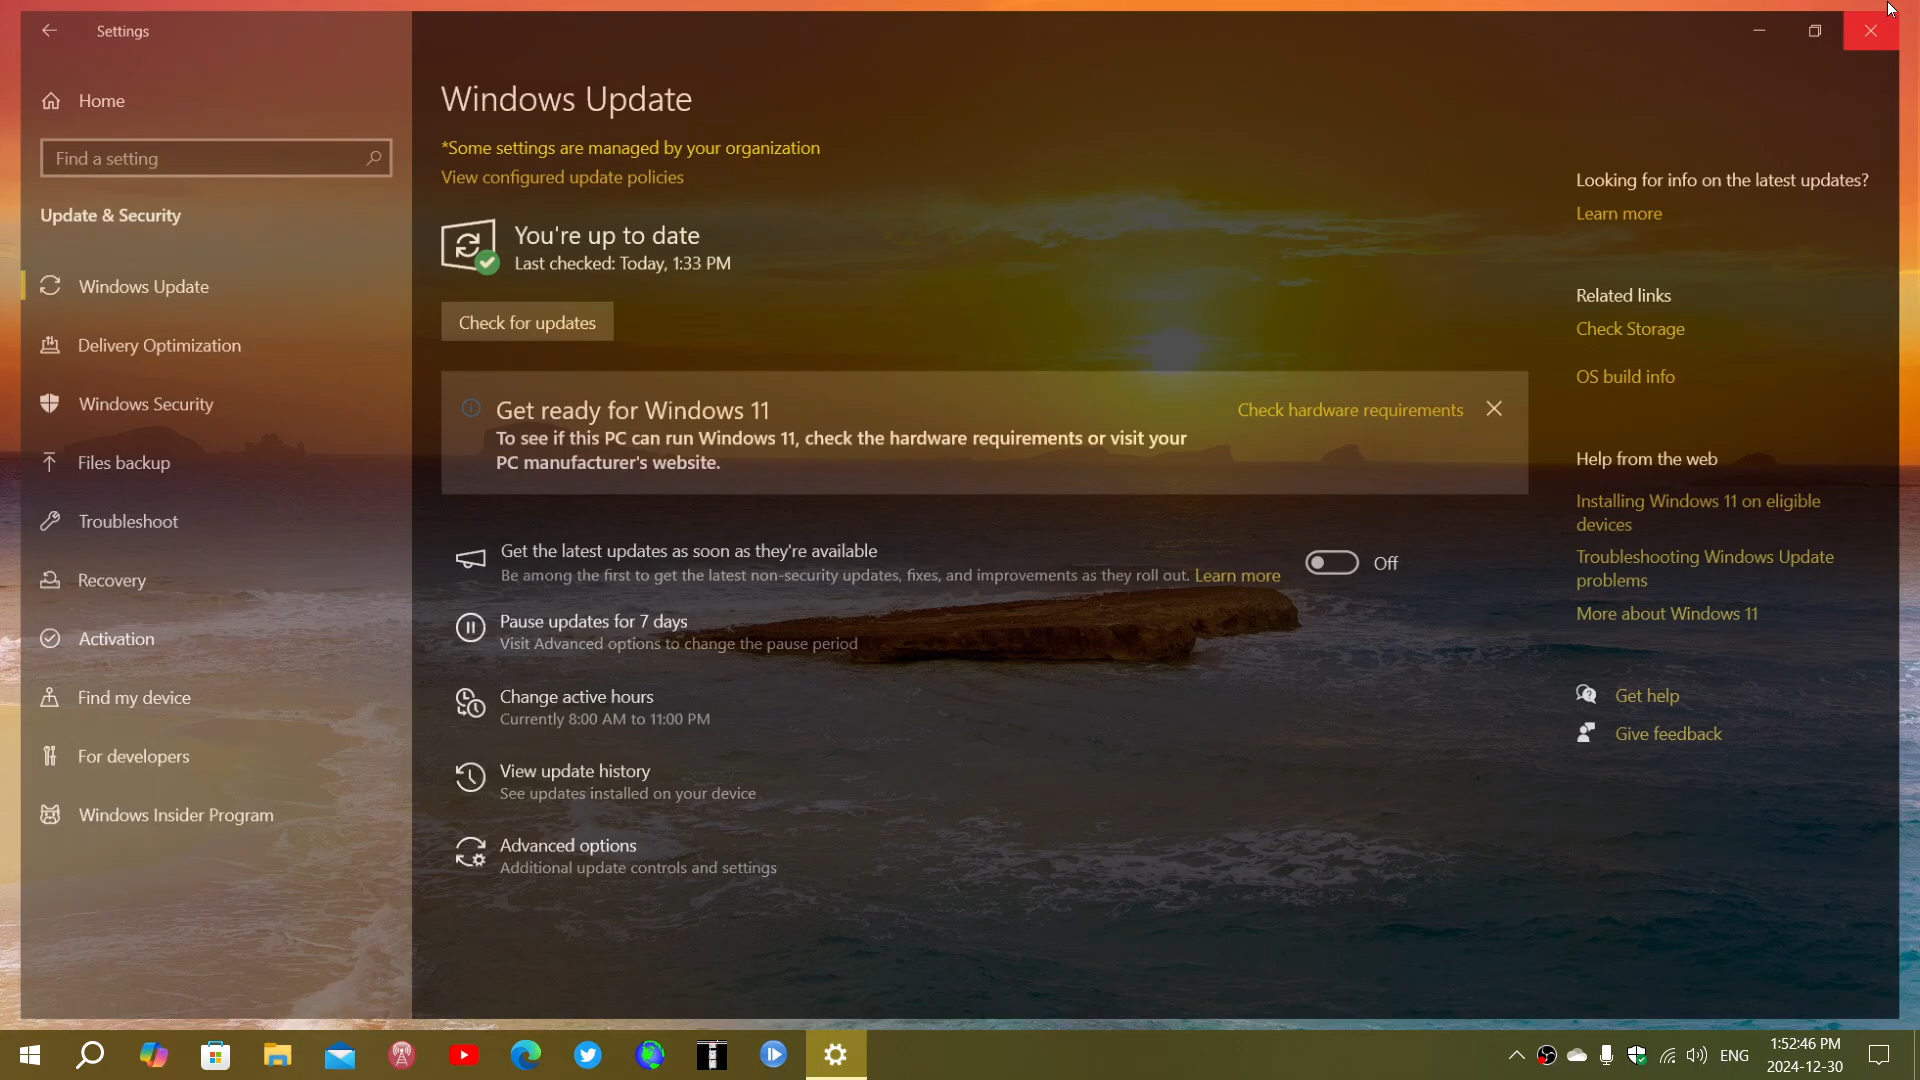 Settings
Home
Find a setting
Update & Security
Windows Update
Delivery Optimization
Windows Security
Files backup
Troubleshoot
Recovery
Activation
Find my device
For developers
Windows Insider Program
Windows Update
*Some settings are managed by your organization
View configured update policies
You're up to date
Last checked: Today, 1:33 PM
Check for updates
Get ready for Windows 11
Check hardware requirements
To see if this PC can run Windows 11, check the hardware requirements or visit your
PC manufacturer's website.
Get the latest updates as soon as they're available
Be among the first to get the latest non-security updates, fixes, and improvements as they roll out. Learn more
Off
Pause updates for 7 days
Visit Advanced options to change the pause period
Change active hours
Currently 8:00 AM to 11:00 PM
View update history
See updates installed on your device
Advanced options
Additional update controls and settings
Looking for info on the latest updates?
Learn more
Related links
Check Storage
OS build info
Help from the web
Installing Windows 11 on eligible
devices
Troubleshooting Windows Update
problems
More about Windows 11
Get help
Give feedback
ENG
1:52:46 PM
2024-12-30